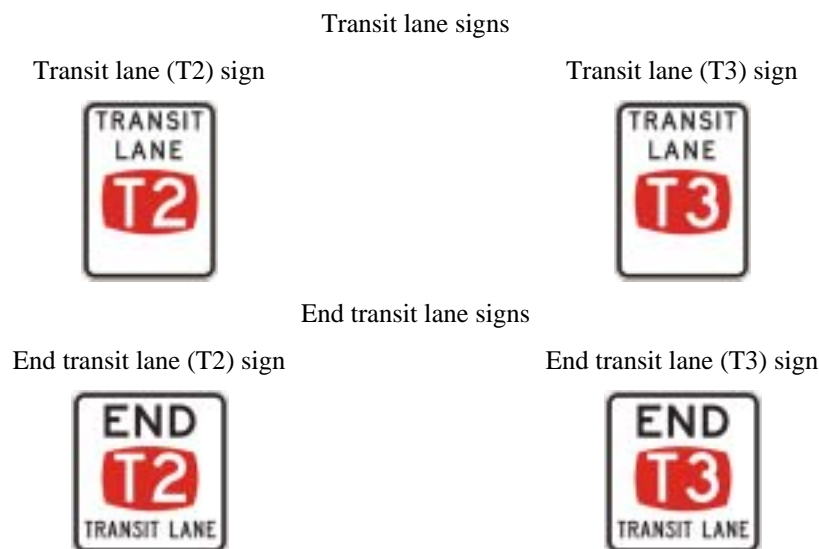 Transit lane signs
Transit lane (T2) sign
Transit lane (T3) sign
TRANSIT
LANE
T2
TRANSIT
LANE
T3
End transit lane signs
End transit lane (T2) sign
End transit lane (T3) sign
END
T2
TRANSIT LANE
END
T3
TRANSIT LANE